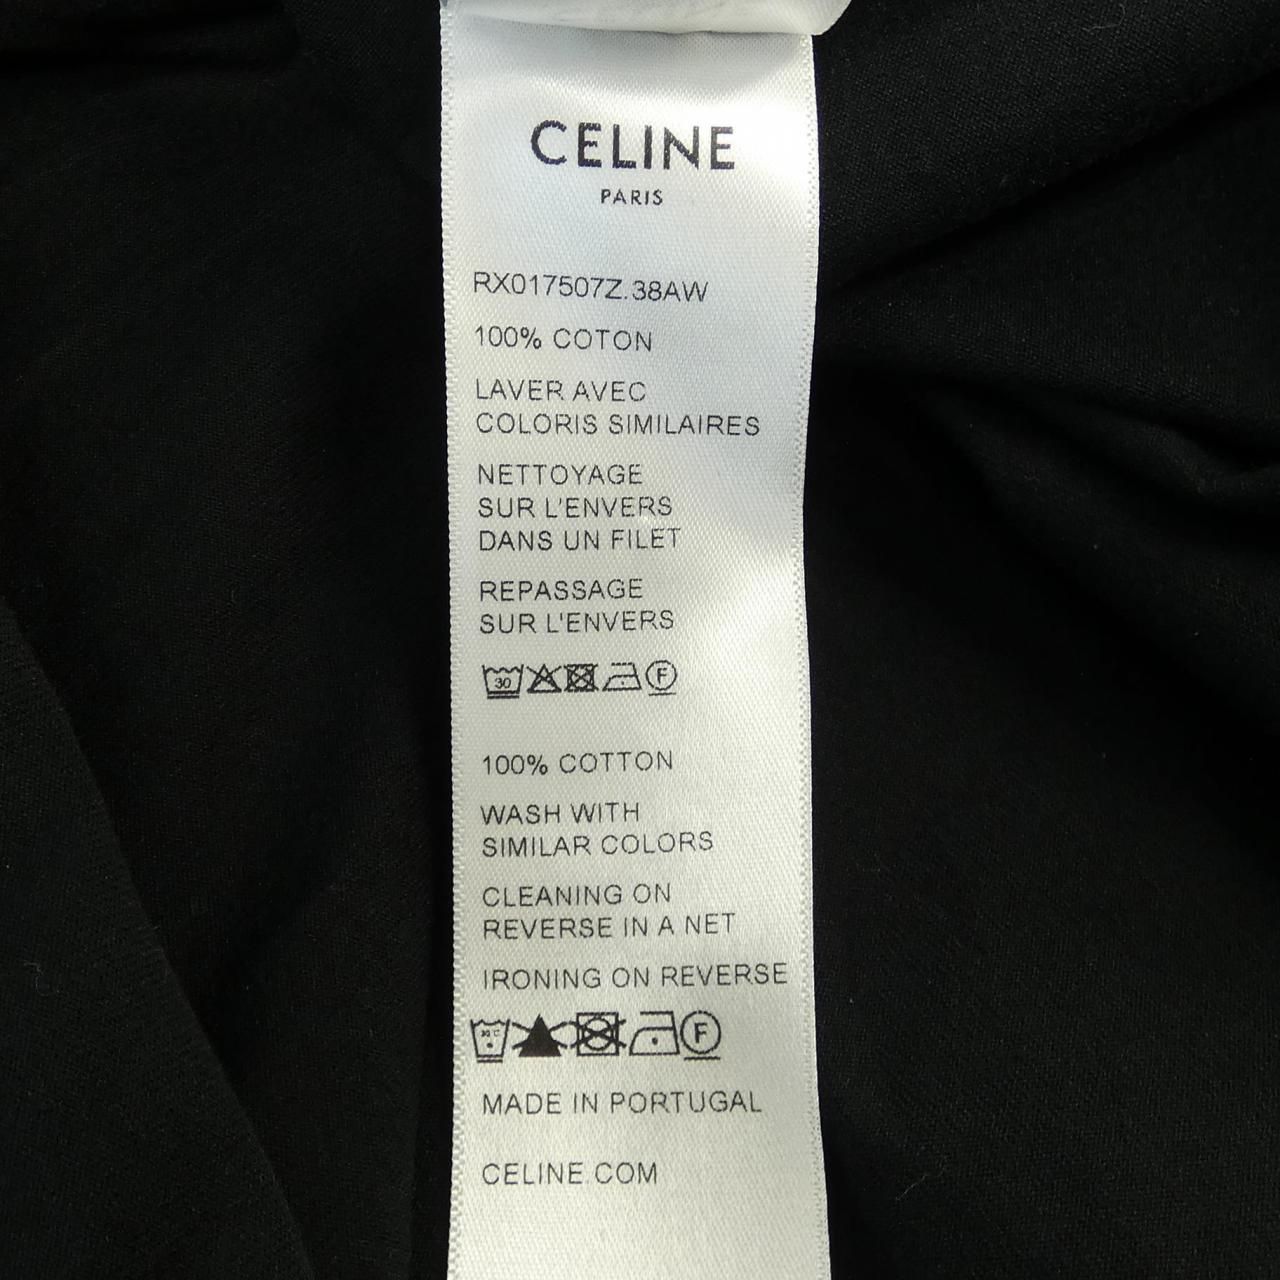 CELINE
PARIS
RX017507Z.38AW
100% COTON
LAVER AVEC
COLORIS SIMILAIRES
NETTOYAGE
SUR L'ENVERS
DANS UN FILET
REPASSAGE
SUR L'ENVERS
30 F
100% COTTON
WASH WITH
SIMILAR COLORS
CLEANING ON
REVERSE IN A NET
IRONING ON REVERSE
30°C F
MADE IN PORTUGAL
CELINE.COM